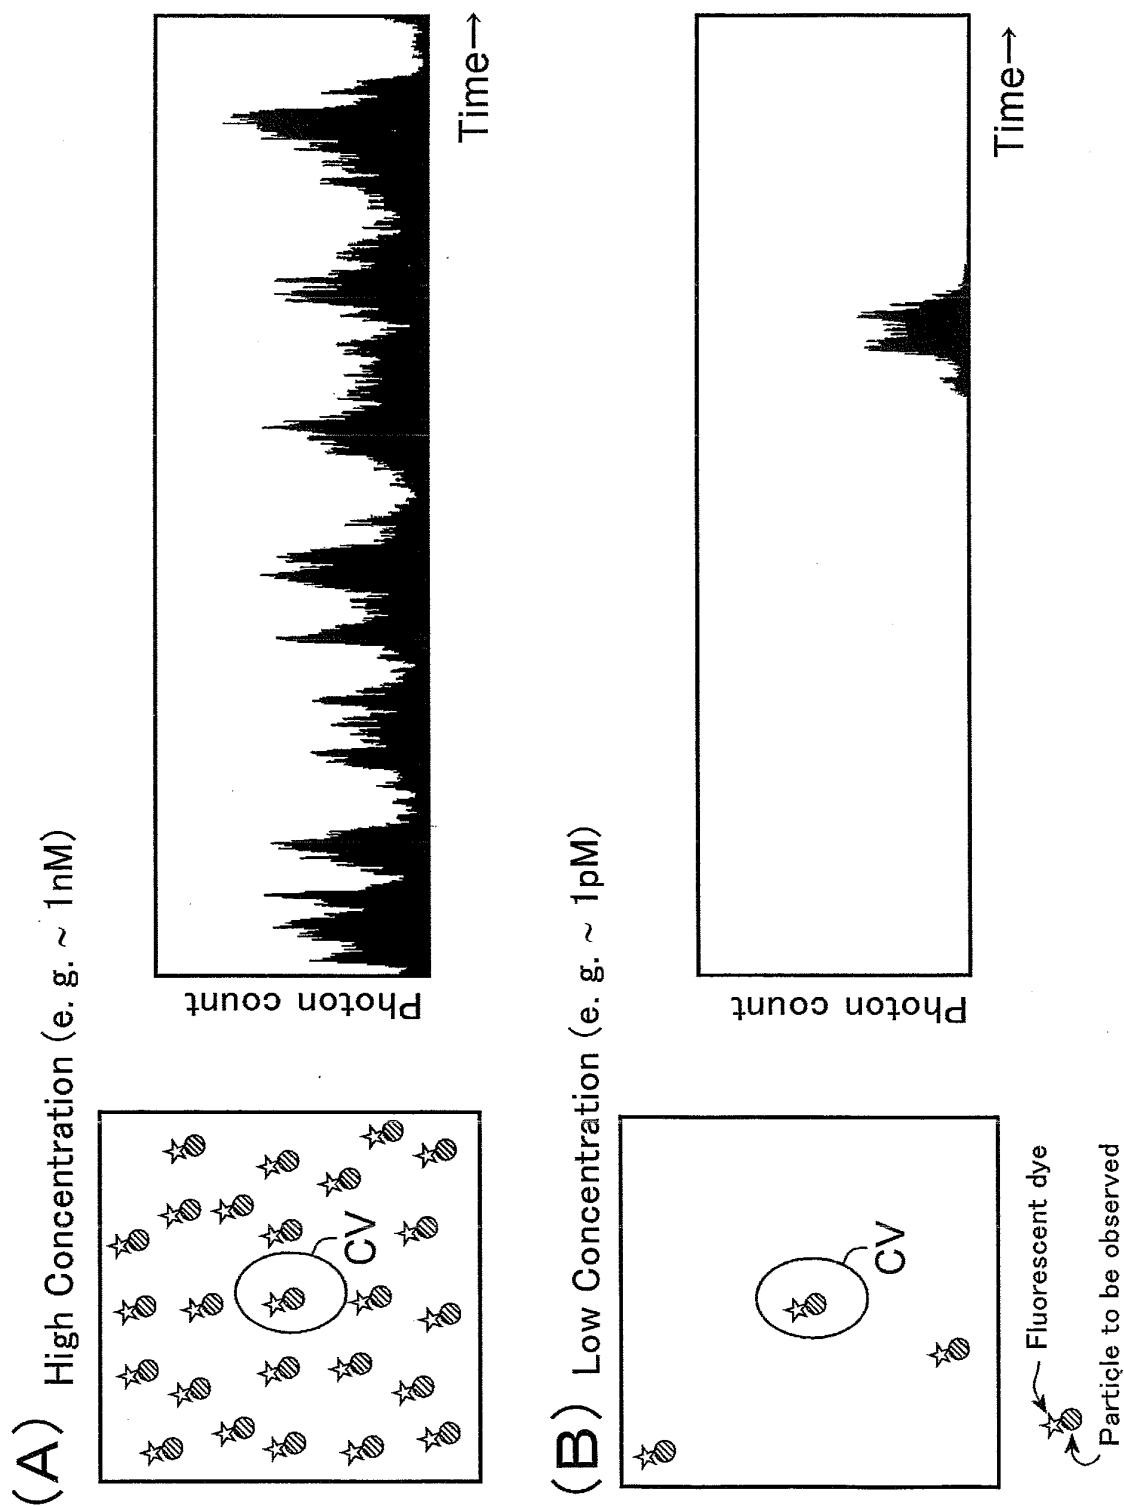 (A)
High Concentration (e. g. ~ 1nM)
CV
Photon count
Time→
(B)
Low Concentration (e. g. ~ 1pM)
CV
Photon count
Time→
Fluorescent dye
Particle to be observed